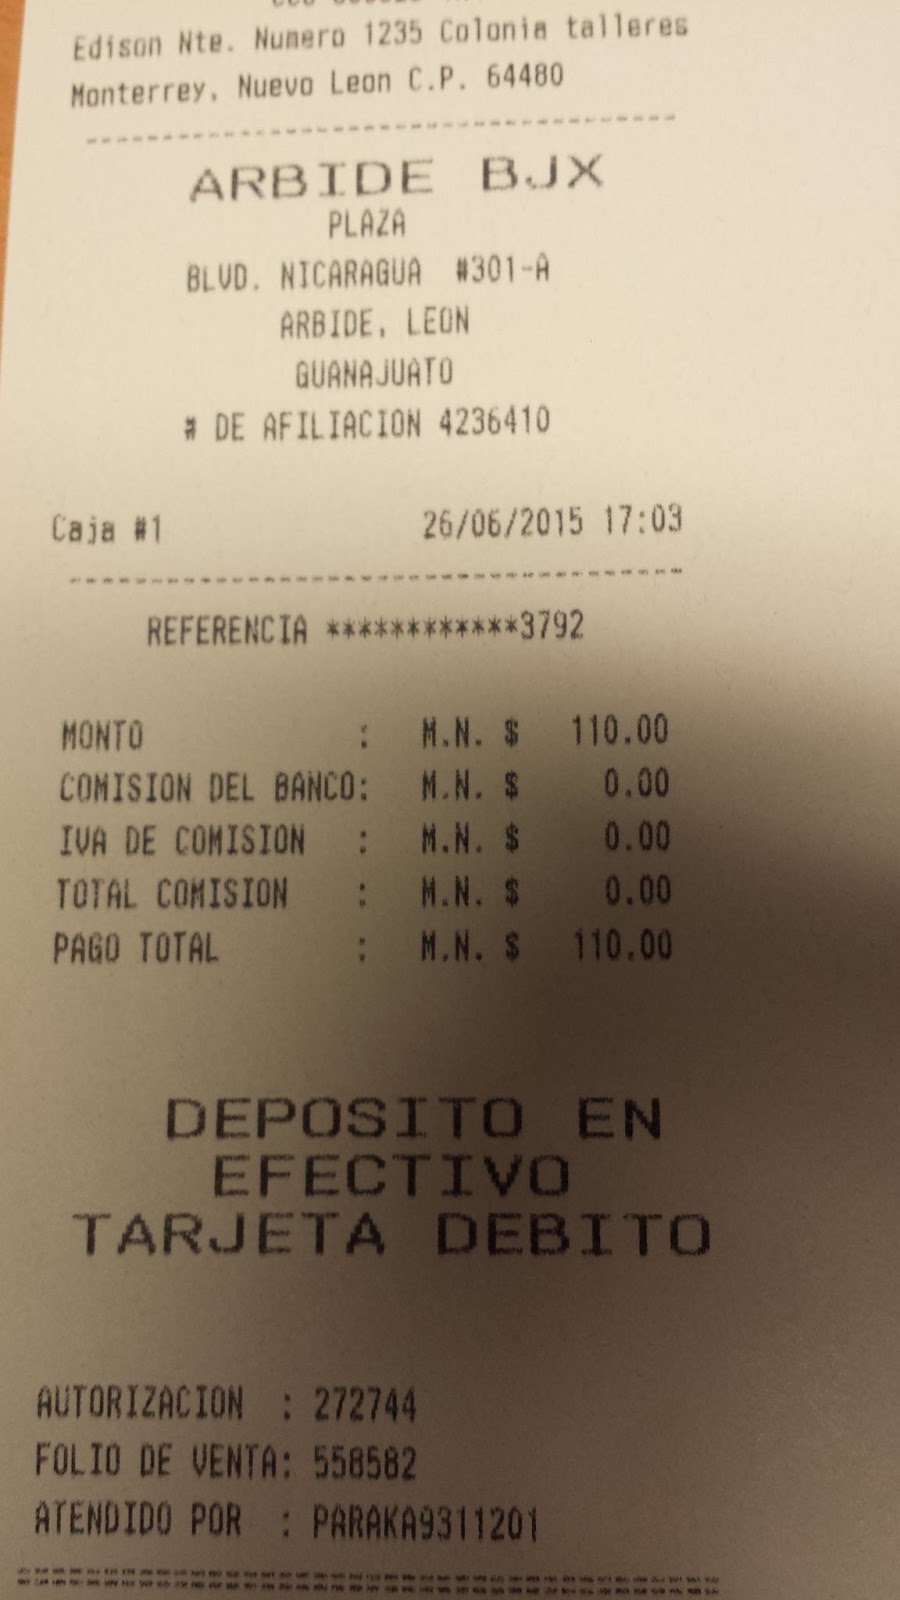 Edison Nte. Numero 1235 Colonia talleres
Monterrey, Nuevo Leon C.P. 64480
ARBIDE BJX
PLAZA
BLVD. NICARAGUA #301-A
ARBIDE, LEON
GUANAJUATO
# DE AFILIACION 4236410
Caja #1 26/06/2015 17:03
REFERENCIA ************3792
MONTO : M.N. $ 110.00
COMISION DEL BANCO: M.N. $ 0.00
IVA DE COMISION : M.N. $ 0.00
TOTAL COMISION : M.N. $ 0.00
PAGO TOTAL : M.N. $ 110.00
DEPOSITO EN
EFECTIVO
TARJETA DEBITO
AUTORIZACION : 272744
FOLIO DE VENTA: 558582
ATENDIDO POR : PARAKA9311201